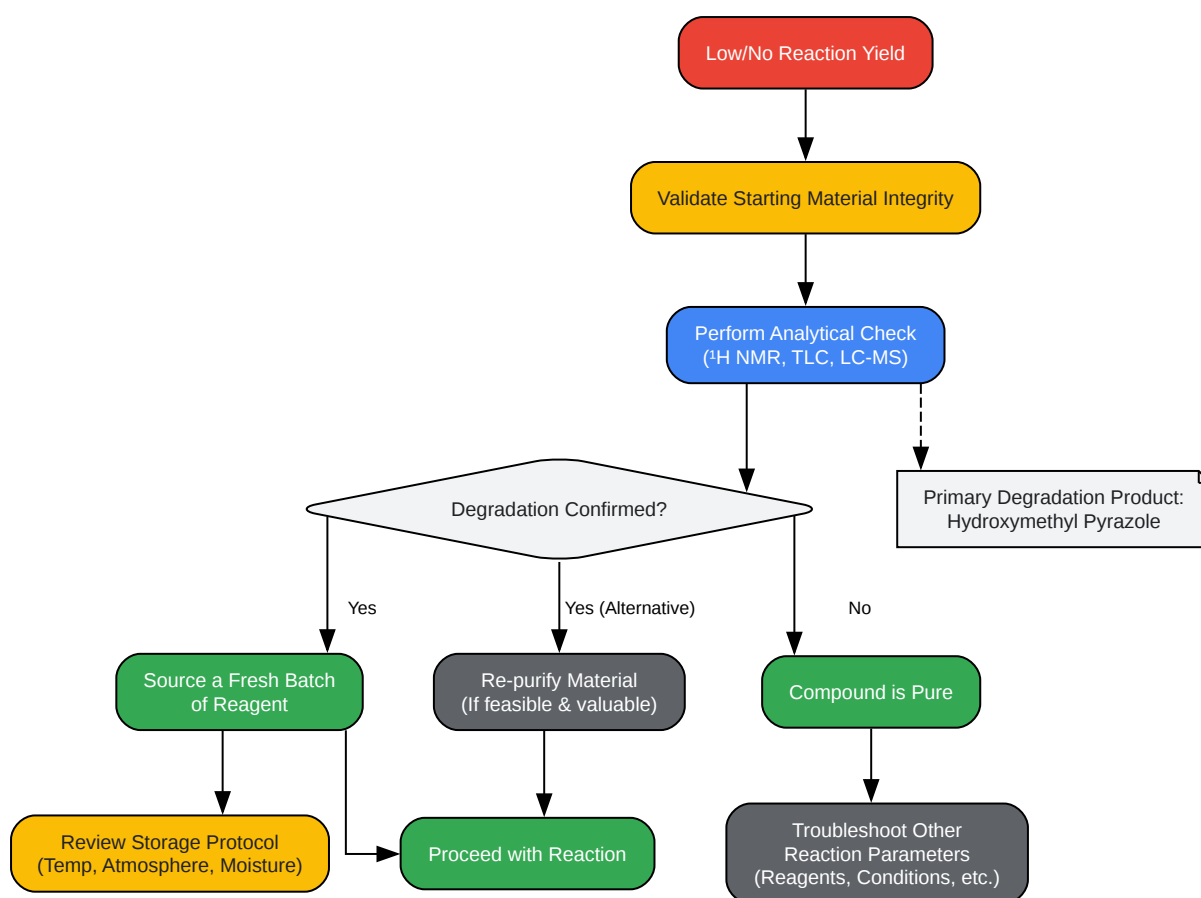 Low/No Reaction Yield
Validate Starting Material Integrity
Perform Analytical Check
(¹H NMR, TLC, LC-MS)
Primary Degradation Product:
Hydroxymethyl Pyrazole
Degradation Confirmed?
Yes
Yes (Alternative)
No
Source a Fresh Batch
of Reagent
Re-purify Material
(If feasible & valuable)
Compound is Pure
Review Storage Protocol
(Temp, Atmosphere, Moisture)
Proceed with Reaction
Troubleshoot Other
Reaction Parameters
(Reagents, Conditions, etc.)